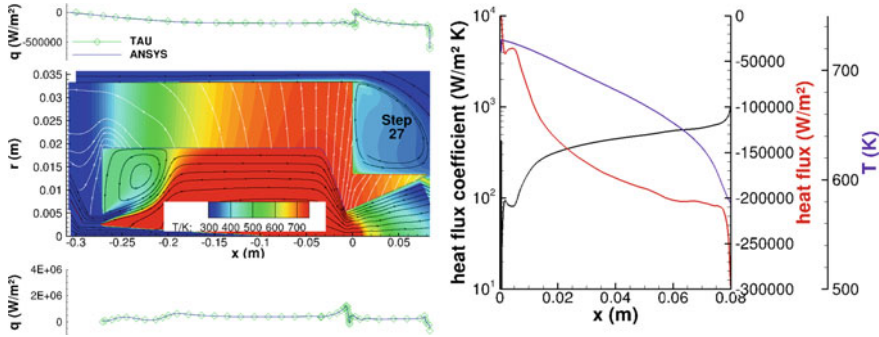 q (W/m²)
0
-500000
TAU
ANSYS
r (m)
0.035
0.03
0.025
0.02
0.015
0.01
0.005
0
Step
27
T/K: 300 400 500 600 700
-0.3 -0.25 -0.2 -0.15 -0.1 -0.05 0 0.05
x (m)
q (W/m²)
4E+06
2E+06
0
heat flux coefficient (W/m² K)
10⁴
10³
10²
10¹
0 0.02 0.04 0.06 0.08
x (m)
0
-50000
-100000
-150000
-200000
-250000
-300000
heat flux (W/m²)
700
600
500
T (K)